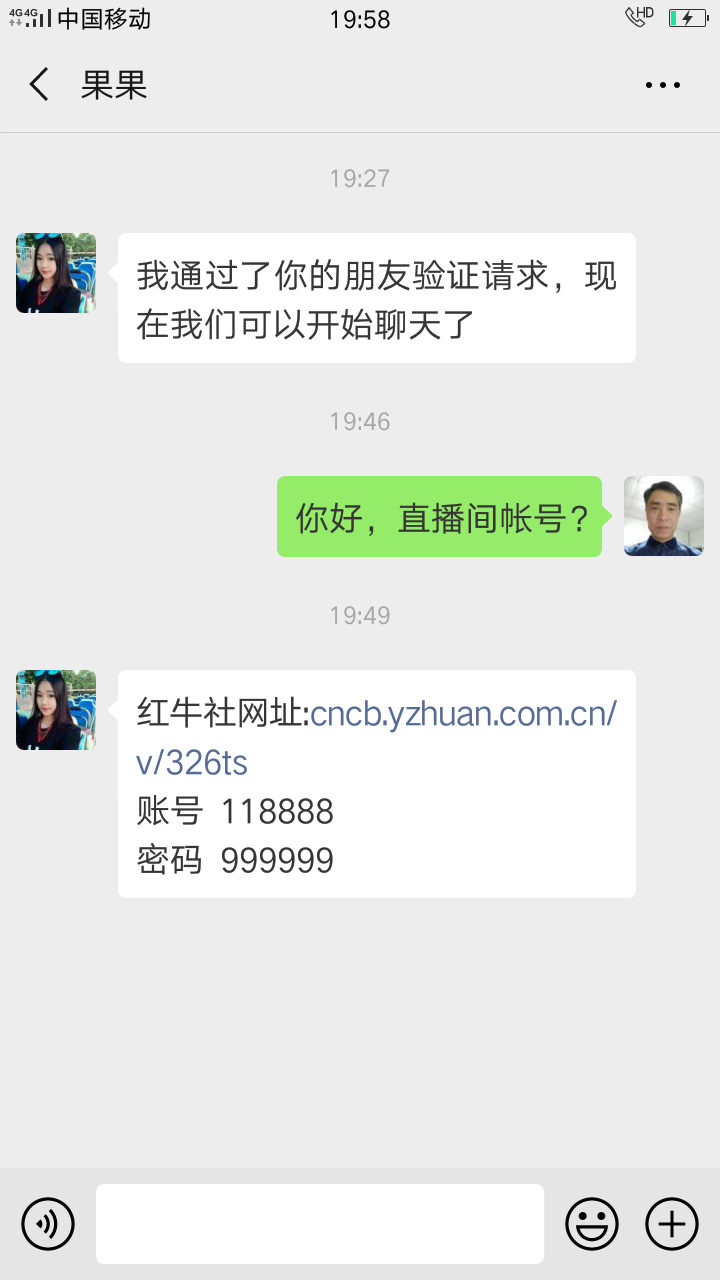 4G 4G 中国移动 19:58 HD
果果
19:27
我通过了你的朋友验证请求，现
在我们可以开始聊天了
19:46
你好，直播间帐号？
19:49
红牛社网址:cncb.yzhuan.com.cn/
v/326ts
账号 118888
密码 999999